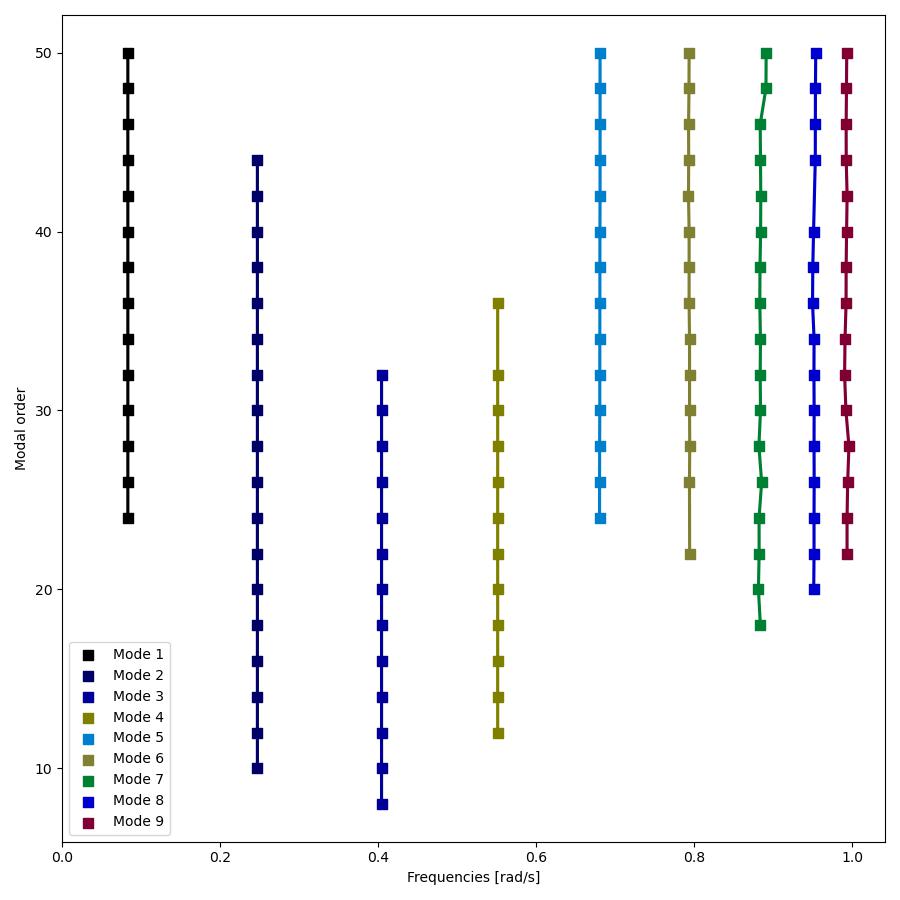 50
40
30
20
10
Modal order
Mode 1
Mode 2
Mode 3
Mode 4
Mode 5
Mode 6
Mode 7
Mode 8
Mode 9
0.0 0.2 0.4 0.6 0.8 1.0
Frequencies [rad/s]